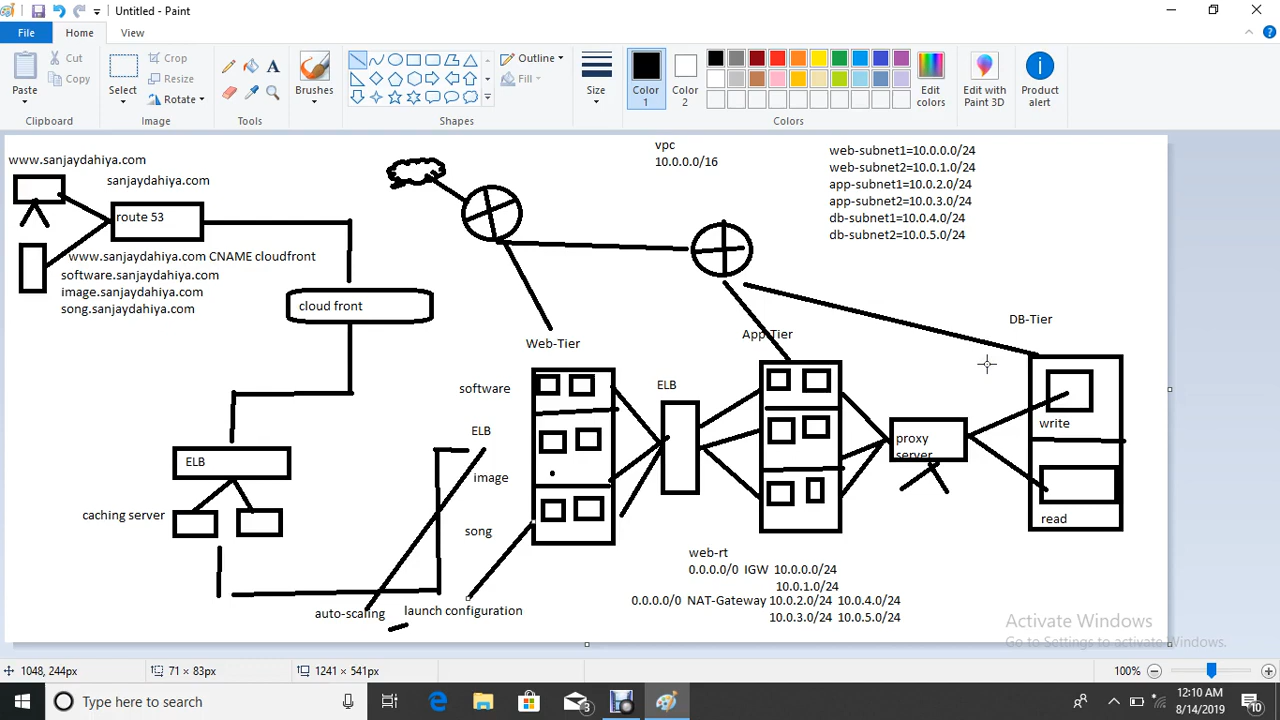 Untitled - Paint
File
Home
View
Paste
Cut
Copy
Clipboard
Select
Crop
Resize
Rotate
Image
Tools
Brushes
Shapes
Outline
Fill
Size
Color 1
Color 2
Edit colors
Colors
Edit with Paint 3D
Product alert
www.sanjaydahiya.com
sanjaydahiya.com
route 53
www.sanjaydahiya.com CNAME cloudfront
software.sanjaydahiya.com
image.sanjaydahiya.com
song.sanjaydahiya.com
cloud front
vpc
10.0.0.0/16
web-subnet1=10.0.0.0/24
web-subnet2=10.0.1.0/24
app-subnet1=10.0.2.0/24
app-subnet2=10.0.3.0/24
db-subnet1=10.0.4.0/24
db-subnet2=10.0.5.0/24
Web-Tier
App-Tier
DB-Tier
software
ELB
ELB
image
song
ELB
caching server
auto-scaling
launch configuration
proxy
server
write
read
web-rt
0.0.0.0/0 IGW 10.0.0.0/24
10.0.1.0/24
0.0.0.0/0 NAT-Gateway 10.0.2.0/24 10.0.4.0/24
10.0.3.0/24 10.0.5.0/24
Activate Windows
Go to Settings to activate Windows.
1048, 244px
71 × 83px
1241 × 541px
100%
Type here to search
3
12:10 AM
8/14/2019
10